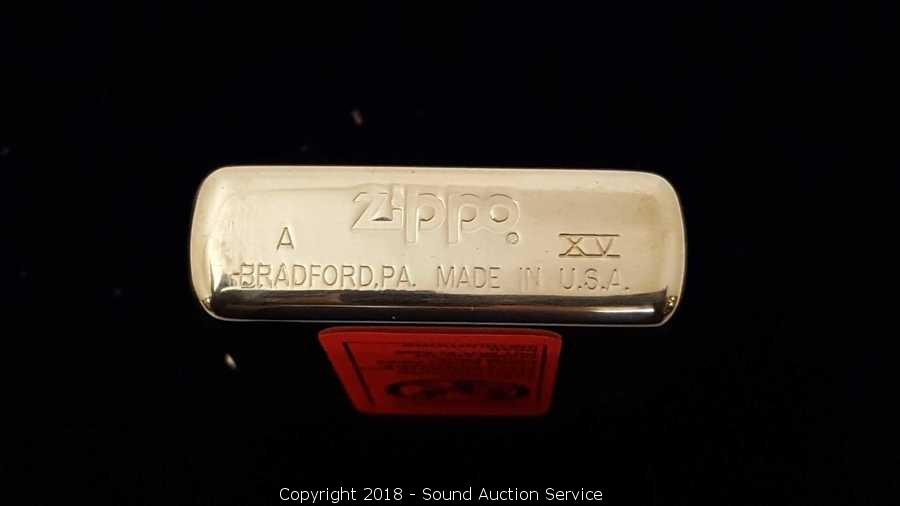 Zippo®
A XV
BRADFORD,PA. MADE IN U.S.A.
Copyright 2018 - Sound Auction Service